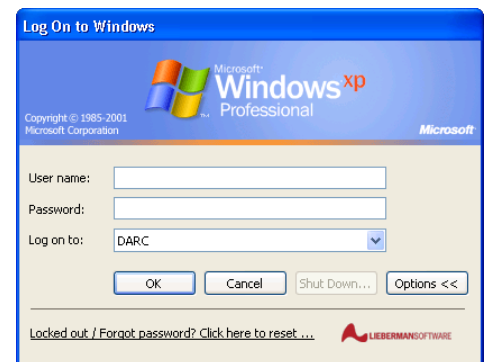 Log On to Windows
Microsoft®
Windows xp
Professional
Copyright © 1985-2001
Microsoft Corporation
Microsoft
User name:
Password:
Log on to: DARC
OK Cancel Shut Down... Options <<
Locked out / Forgot password? Click here to reset ... LIEBERMANSOFTWARE